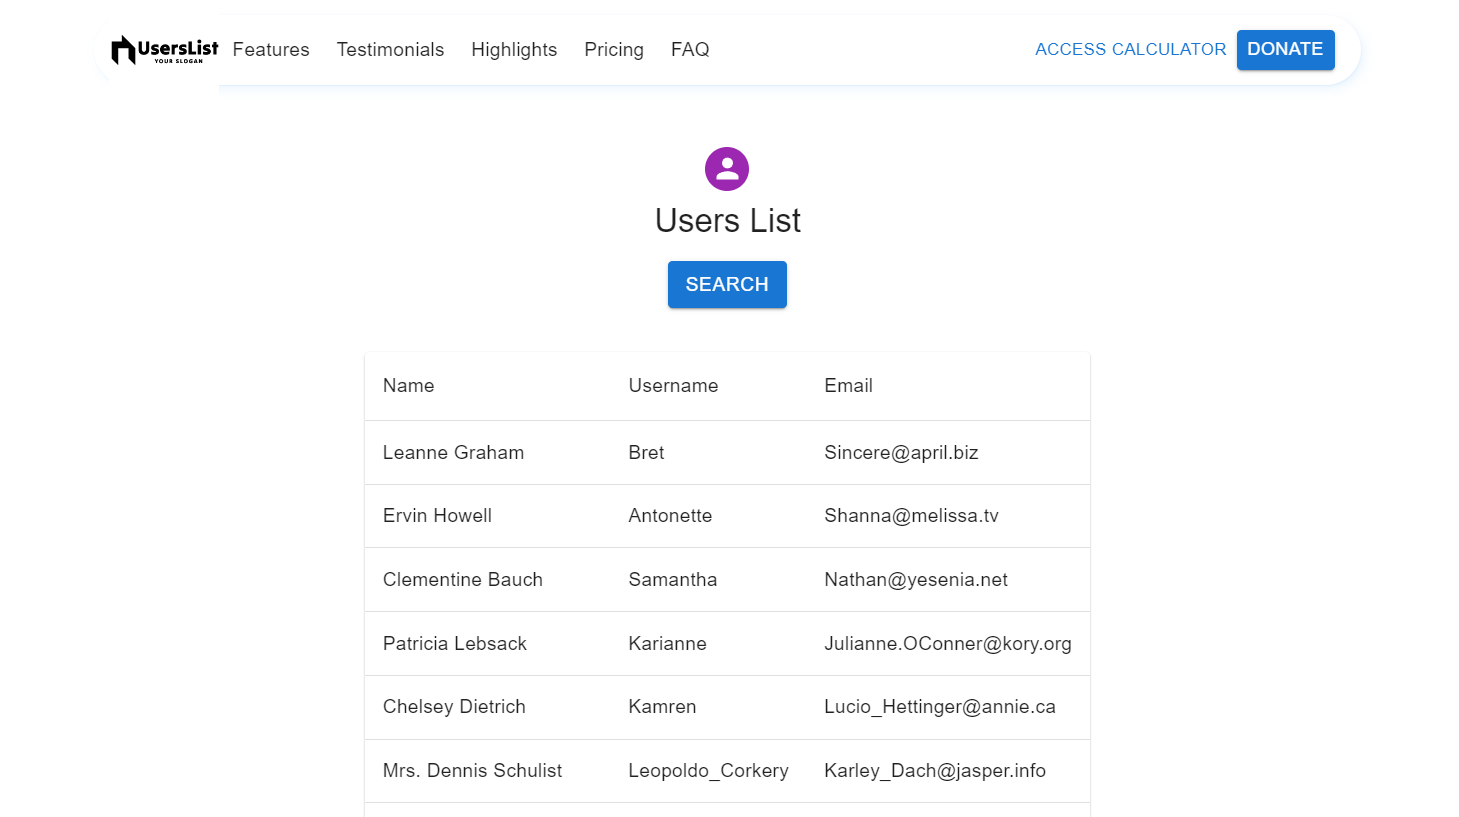 UsersList Features Testimonials Highlights Pricing FAQ ACCESS CALCULATOR DONATE
YOUR SLOGAN
Users List
SEARCH
Name Username Email
Leanne Graham Bret Sincere@april.biz
Ervin Howell Antonette Shanna@melissa.tv
Clementine Bauch Samantha Nathan@yesenia.net
Patricia Lebsack Karianne Julianne.OConner@kory.org
Chelsey Dietrich Kamren Lucio_Hettinger@annie.ca
Mrs. Dennis Schulist Leopoldo_Corkery Karley_Dach@jasper.info